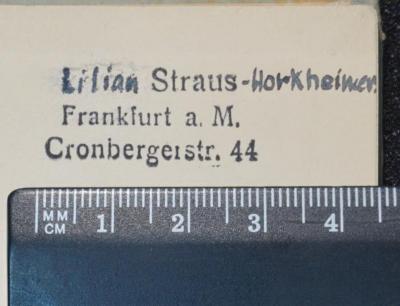 Lilian Straus-Horkheimer.
Frankfurt a. M.
Cronbergerstr. 44
MM
CM 1 2 3 4